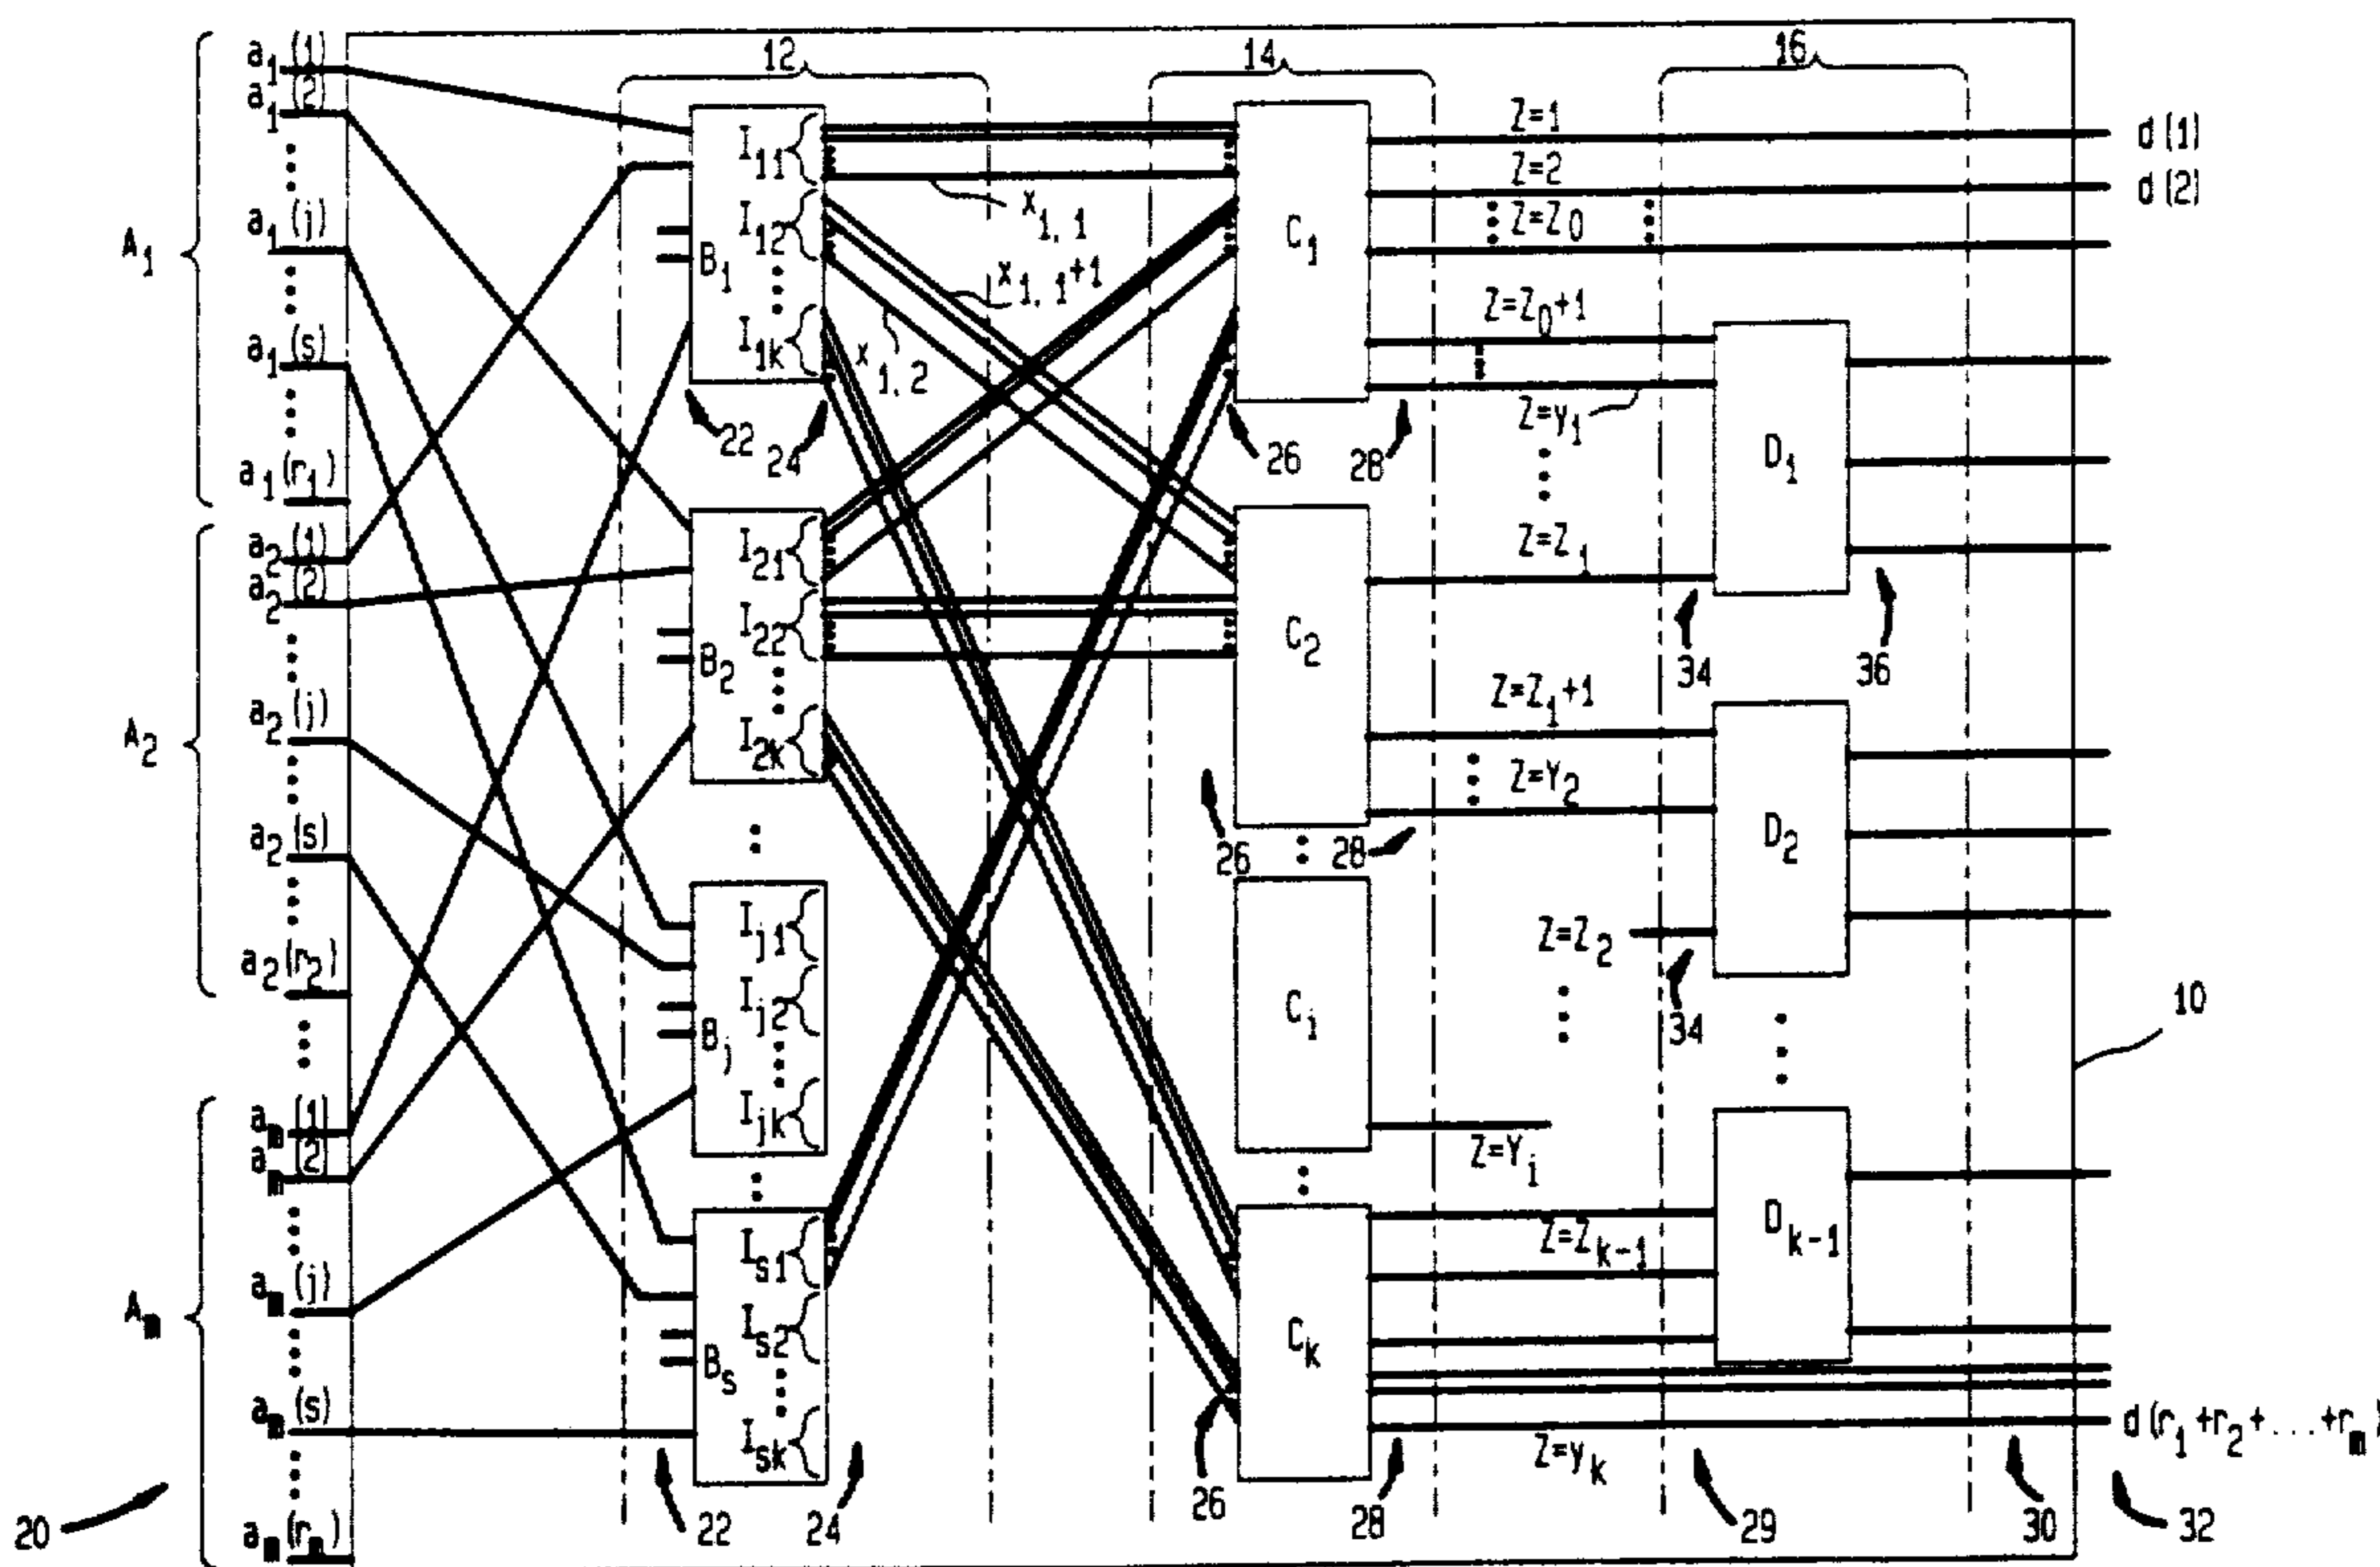 12
14
16
A1
a1(1)
a1(2)
a1(j)
a1(s)
a1(r1)
A2
a2(1)
a2(2)
a2(j)
a2(s)
a2(r2)
Am
am(1)
am(2)
am(j)
am(s)
am(rm)
20
I11
I12
B1
I1k
22
24
I21
I22
B2
I2k
Ij1
Ij2
Bj
Ijk
Is1
Is2
Bs
Isk
22
24
x1,1
x1,1+1
x1,2
C1
26
28
C2
26
28
Ci
Ck
26
28
Z=1
Z=2
Z=Z0
Z=Z0+1
Z=y1
Z=Z1
Z=Z1+1
Z=Y2
Z=Z2
Z=Yi
Z=Zk-1
Z=yk
D1
34
36
D2
34
Dk-1
29
30
32
10
d(1)
d(2)
d(r1+r2+...+rm)